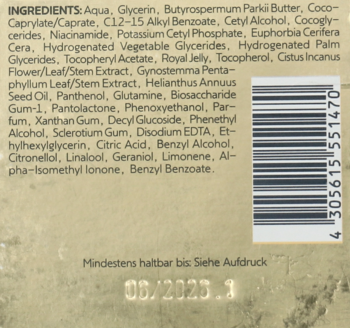 INGREDIENTS: Aqua, Glycerin, Butyrospermum Parkii Butter, Coco-
Caprylate/Caprate, C12-15 Alkyl Benzoate, Cetyl Alcohol, Cocogly-
cerides, Niacinamide, Potassium Cetyl Phosphate, Euphorbia Cerifera
Cera, Hydrogenated Vegetable Glycerides, Hydrogenated Palm
Glycerides, Tocopheryl Acetate, Royal Jelly, Tocopherol, Cistus Incanus
Flower/Leaf/Stem Extract, Gynostemma Penta-
phyllum Leaf/Stem Extract, Helianthus Annuus
Seed Oil, Panthenol, Glutamine, Biosaccharide
Gum-1, Pantolactone, Phenoxyethanol, Par-
fum, Xanthan Gum, Decyl Glucoside, Phenethyl
Alcohol, Sclerotium Gum, Disodium EDTA, Et-
hylhexylglycerin, Citric Acid, Benzyl Alcohol,
Citronellol, Linalool, Geraniol, Limonene, Al-
pha-Isomethyl Ionone, Benzyl Benzoate.
4 305615 551470
Mindestens haltbar bis: Siehe Aufdruck